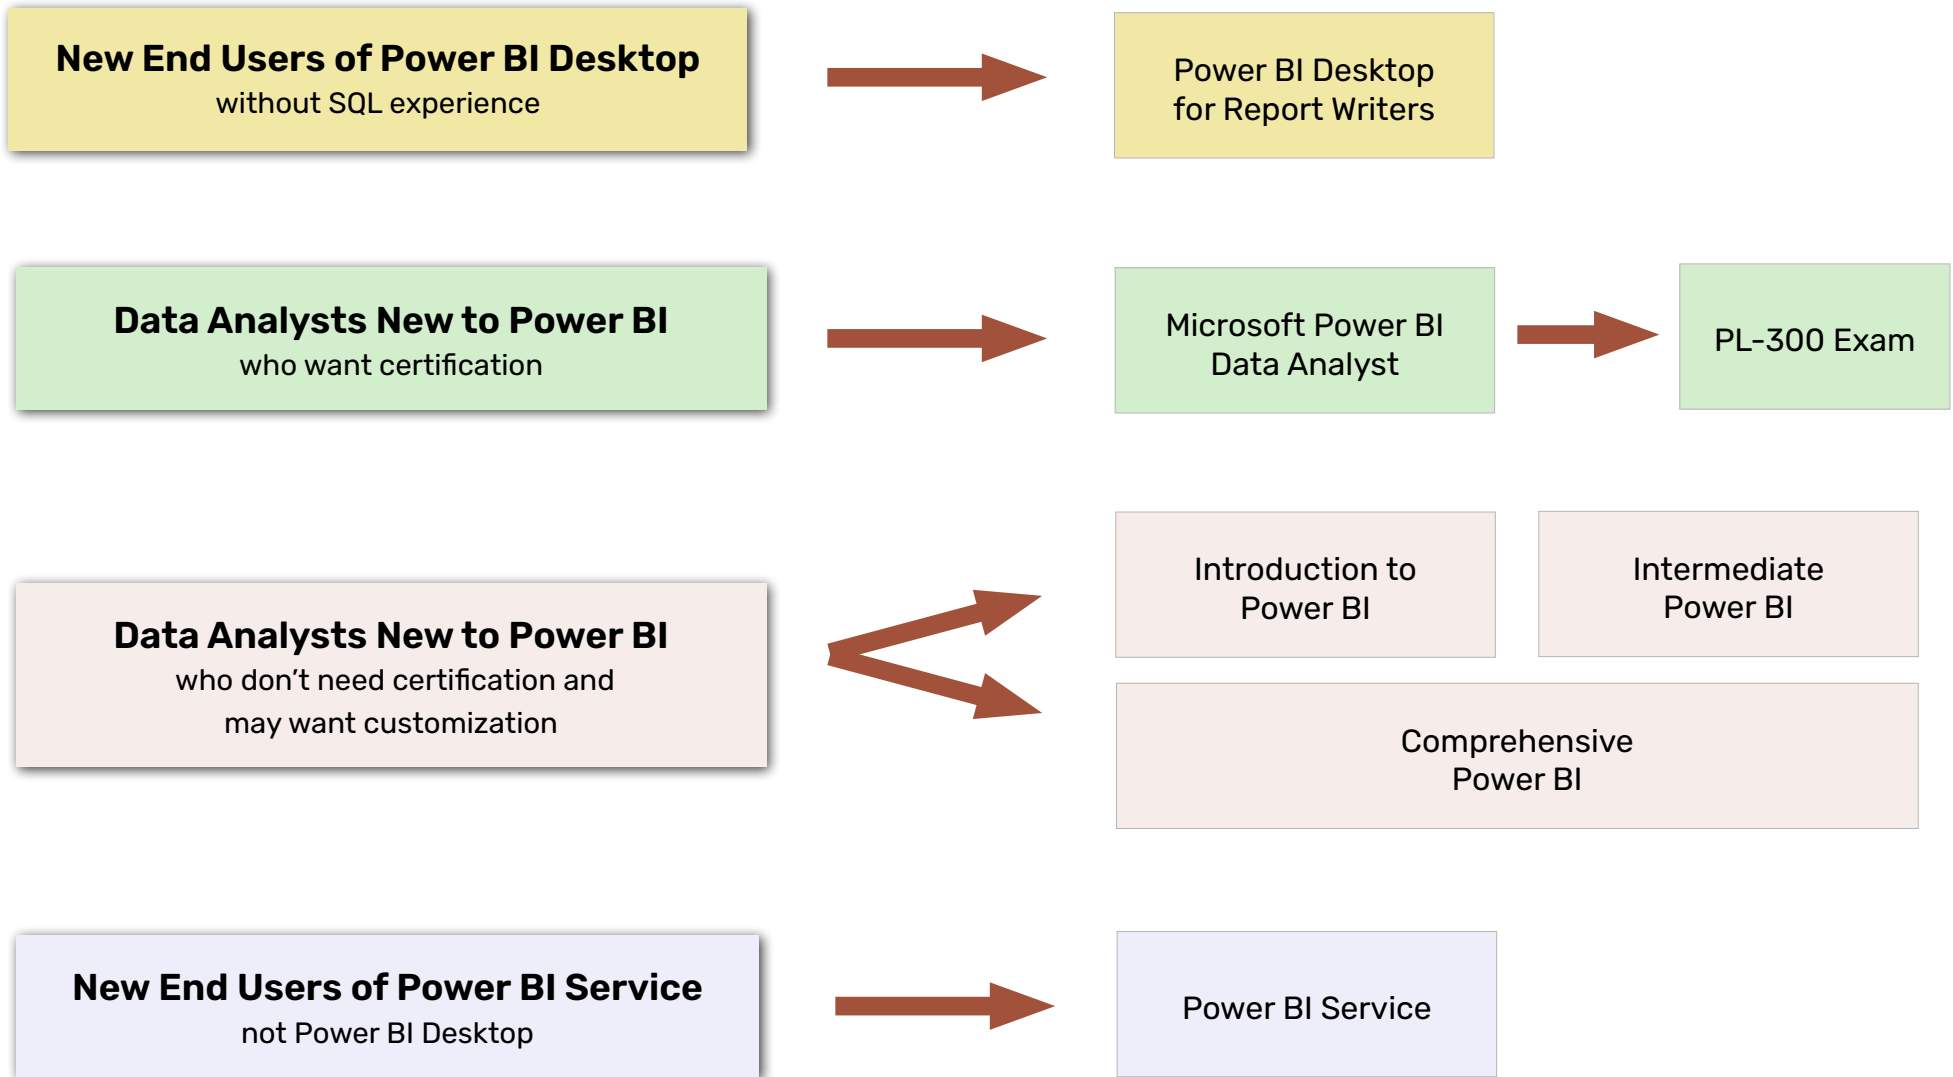 New End Users of Power BI Desktop
without SQL experience
Power BI Desktop
for Report Writers
Data Analysts New to Power BI
who want certification
Microsoft Power BI
Data Analyst
PL-300 Exam
Data Analysts New to Power BI
who don’t need certification and
may want customization
Introduction to
Power BI
Intermediate
Power BI
Comprehensive
Power BI
New End Users of Power BI Service
not Power BI Desktop
Power BI Service